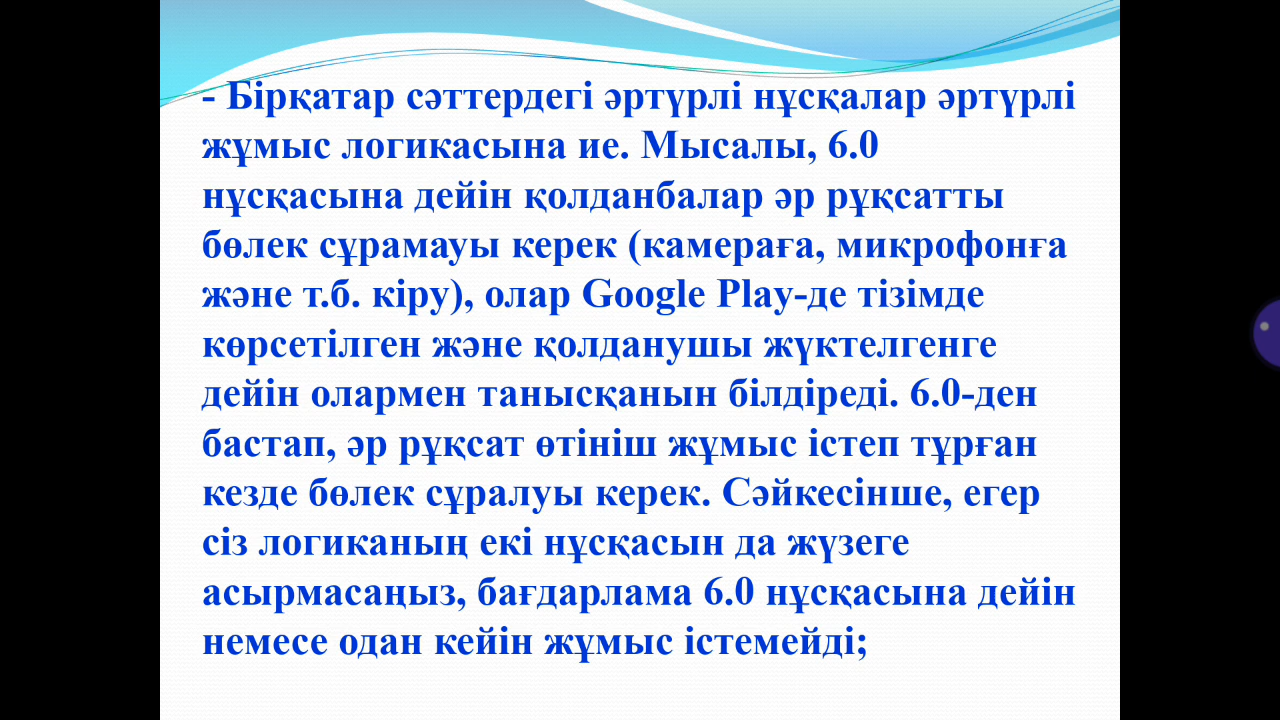 - Бірқатар сәттердегі әртүрлі нұсқалар әртүрлі
жұмыс логикасына ие. Мысалы, 6.0
нұсқасына дейін қолданбалар әр рұқсатты
бөлек сұрамауы керек (камераға, микрофонға
және т.б. кіру), олар Google Play-де тізімде
көрсетілген және қолданушы жүктелгенге
дейін олармен танысқанын білдіреді. 6.0-ден
бастап, әр рұқсат өтініш жұмыс істеп тұрған
кезде бөлек сұралуы керек. Сәйкесінше, егер
сіз логиканың екі нұсқасын да жүзеге
асырмасаңыз, бағдарлама 6.0 нұсқасына дейін
немесе одан кейін жұмыс істемейді;